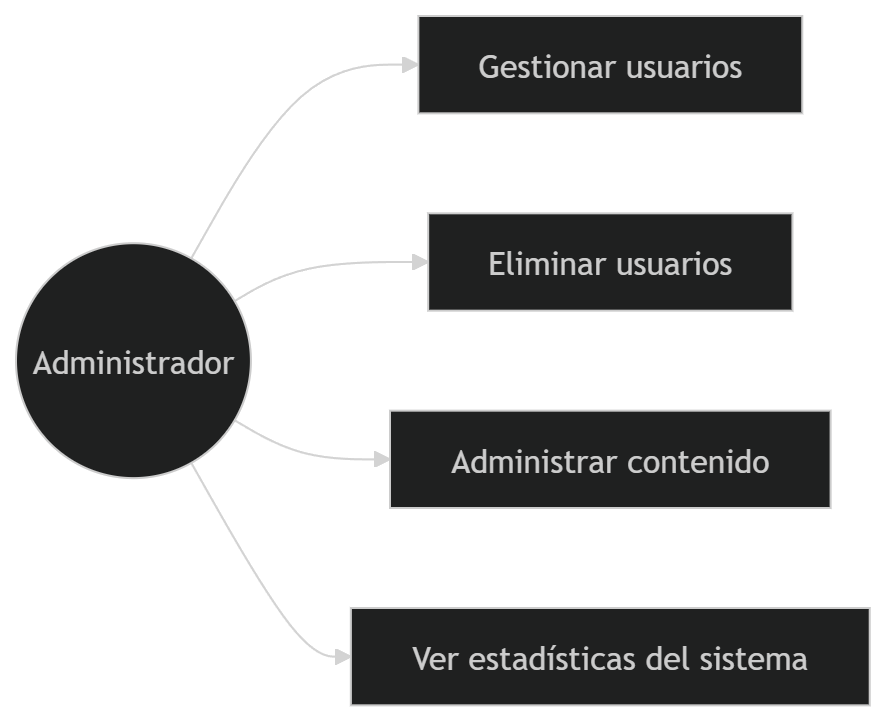 Gestionar usuarios
Eliminar usuarios
Administrador
Administrar contenido
Ver estadísticas del sistema